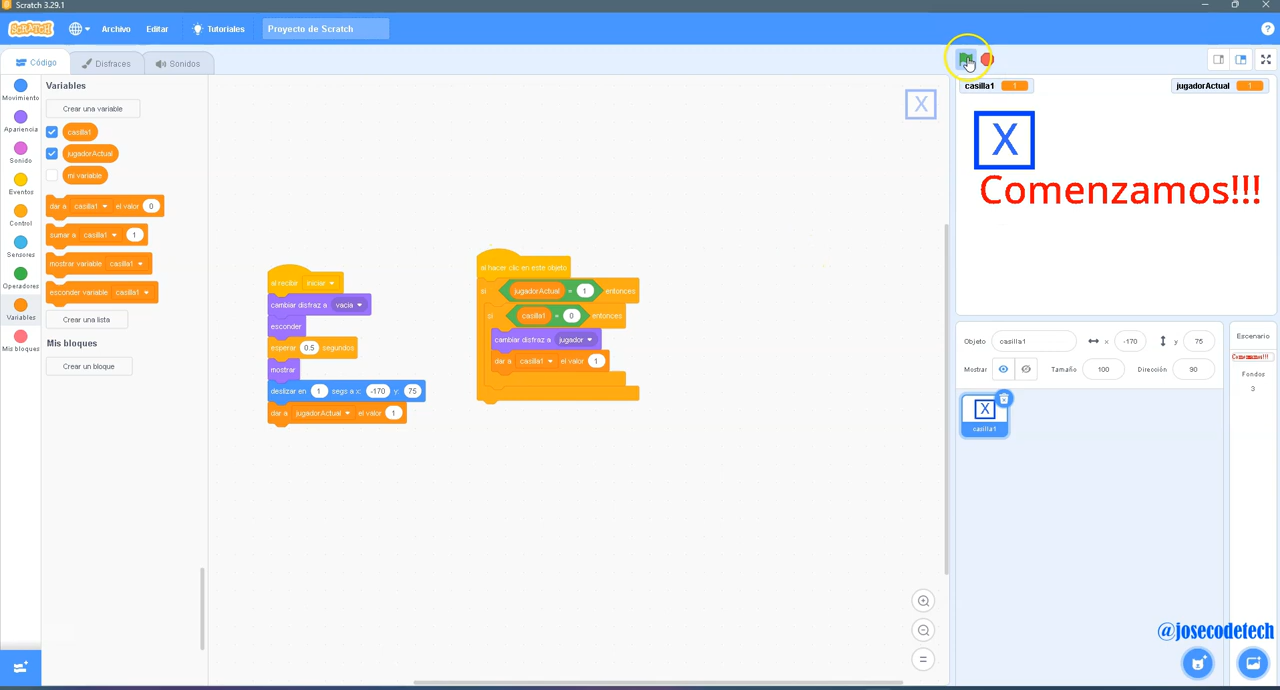 Scratch 3.29.1
SCRATCH
Archivo
Editar
Tutoriales
Proyecto de Scratch
?
Código
Disfraces
Sonidos
Movimiento
Apariencia
Sonido
Eventos
Control
Sensores
Operadores
Variables
Mis bloques
Variables
Crear una variable
casilla1
jugadorActual
mi variable
dar a casilla1 el valor 0
sumar a casilla1 1
mostrar variable casilla1
esconder variable casilla1
Crear una lista
Mis bloques
Crear un bloque
al recibir Iniciar
cambiar disfraz a vacia
esconder
esperar 0.5 segundos
mostrar
deslizar en 1 segs a x: -170 y: 75
dar a jugadorActual el valor 1
al hacer clic en este objeto
si jugadorActual = 1 entonces
si casilla1 = 0 entonces
cambiar disfraz a jugador
dar a casilla1 el valor 1
X
casilla1 1
jugadorActual 1
X
Comenzamos!!!
Objeto casilla1 x -170 y 75
Mostrar Tamaño 100 Dirección 90
X
casilla1
Escenario
Comenzamos!!!
Fondos
3
@josecodetech